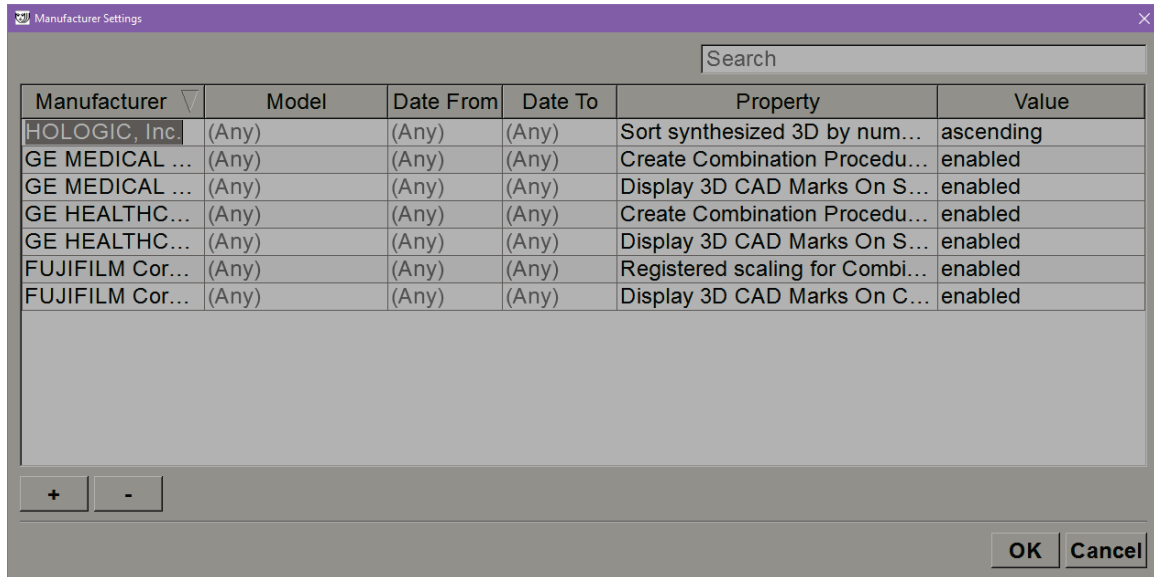 Manufacturer Settings
Search
Manufacturer Model Date From Date To Property Value
HOLOGIC, Inc. (Any) (Any) (Any) Sort synthesized 3D by num... ascending
GE MEDICAL ... (Any) (Any) (Any) Create Combination Procedu... enabled
GE MEDICAL ... (Any) (Any) (Any) Display 3D CAD Marks On S... enabled
GE HEALTHC... (Any) (Any) (Any) Create Combination Procedu... enabled
GE HEALTHC... (Any) (Any) (Any) Display 3D CAD Marks On S... enabled
FUJIFILM Cor... (Any) (Any) (Any) Registered scaling for Combi... enabled
FUJIFILM Cor... (Any) (Any) (Any) Display 3D CAD Marks On C... enabled
+ -
OK Cancel